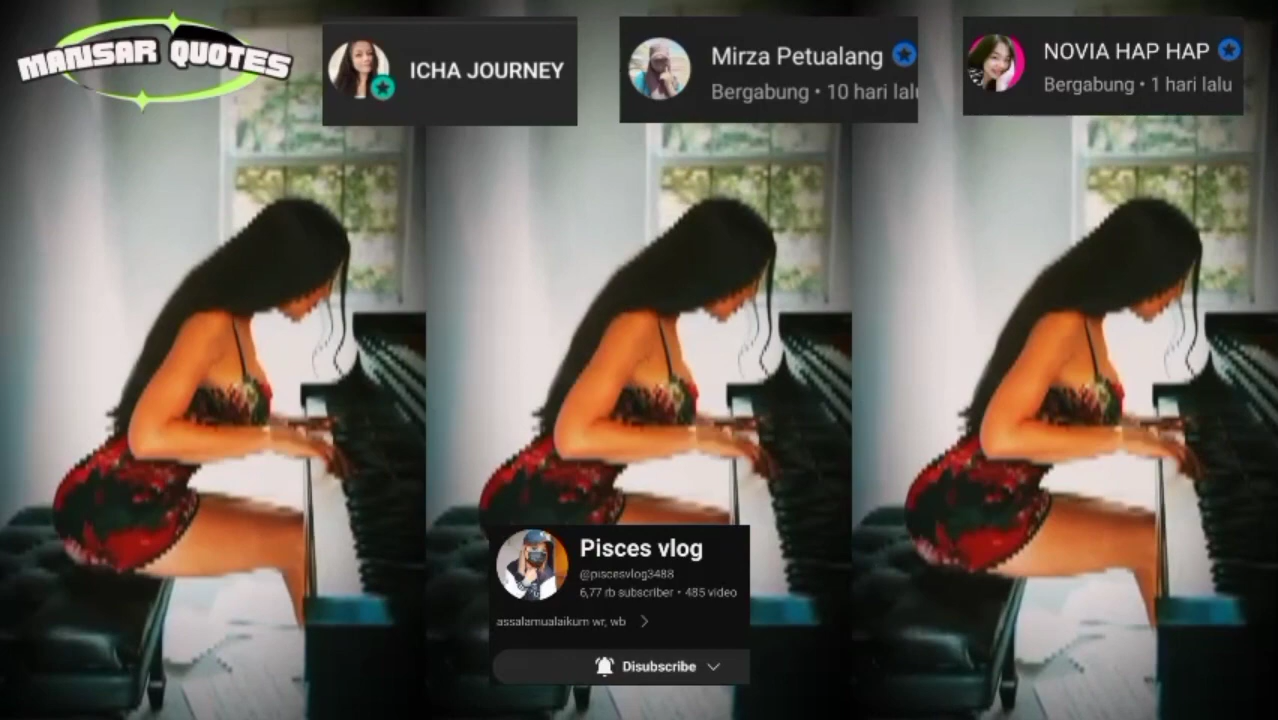 MANSAR QUOTES
ICHA JOURNEY
Mirza Petualang
Bergabung • 10 hari lalu
NOVIA HAP HAP
Bergabung • 1 hari lalu
Pisces vlog
@piscesvlog3488
6,77 rb subscriber • 485 video
assalamualaikum wr, wb
Disubscribe